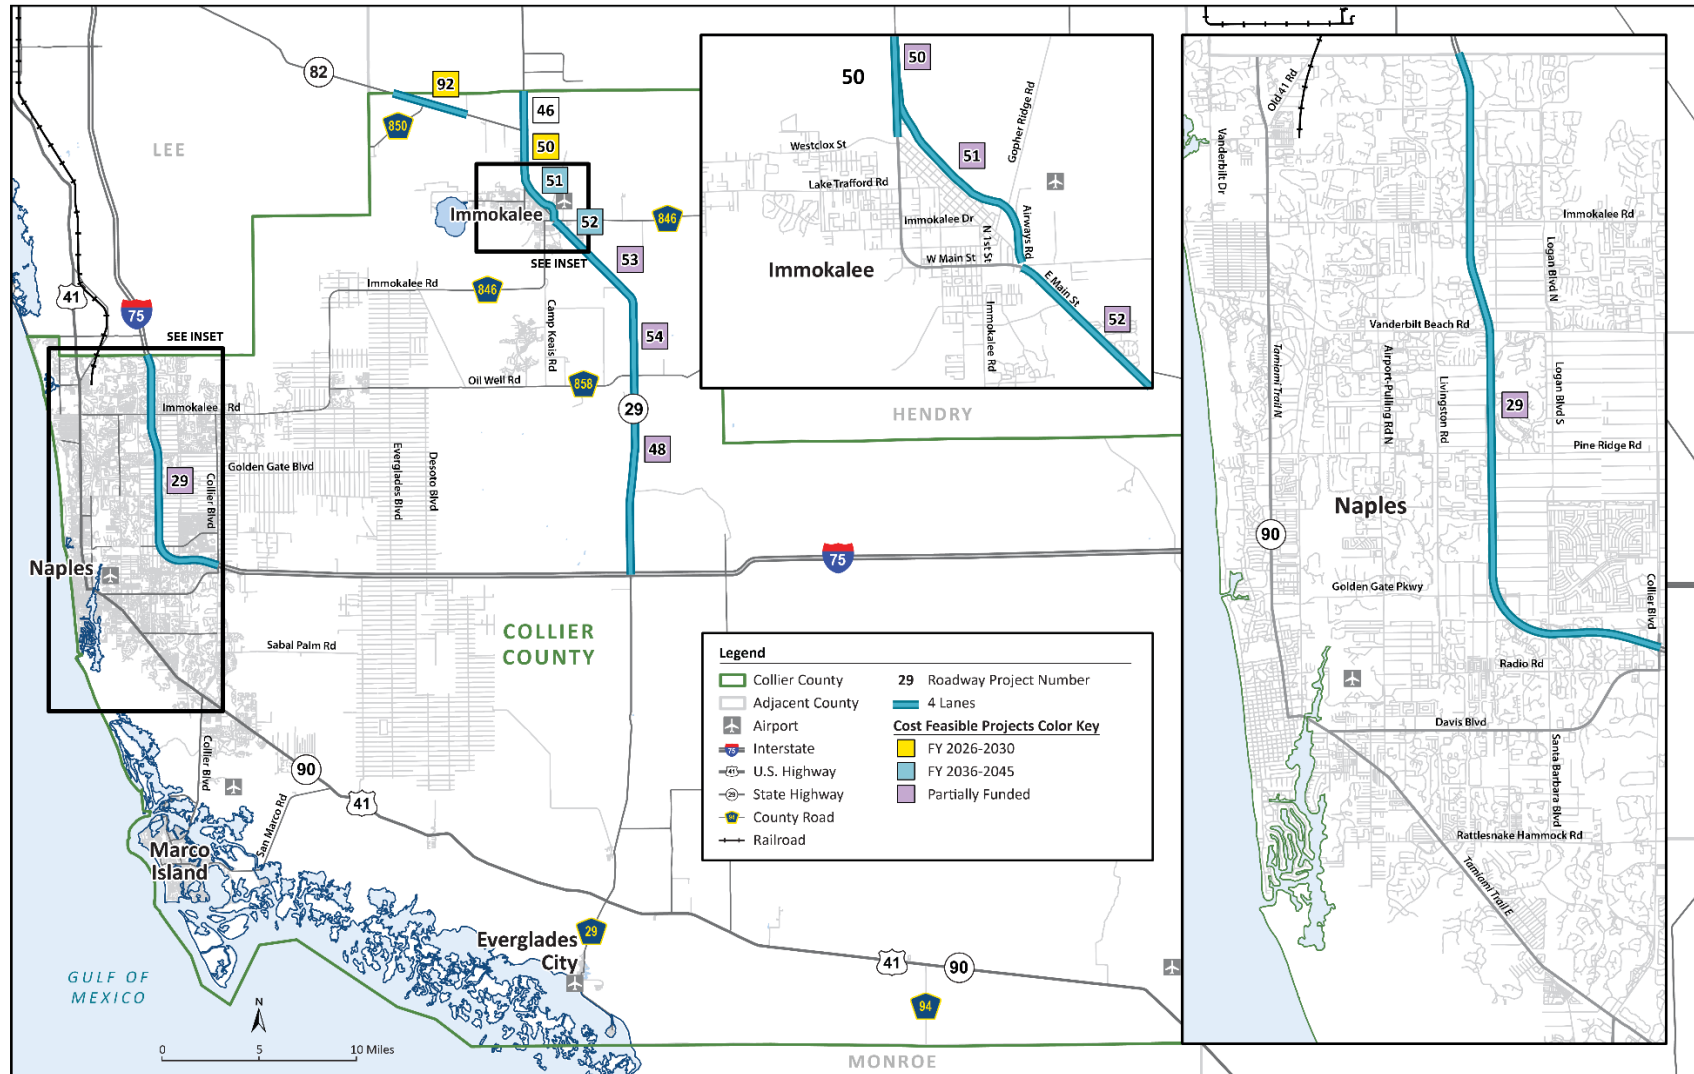 82
92
850
46
50
51
52
846
53
54
858
29
48
LEE
Immokalee
SEE INSET
846
Immokalee Rd
Camp Keais Rd
Oil Well Rd
41
75
SEE INSET
Immokalee Rd
Golden Gate Blvd
Everglades Blvd
Desoto Blvd
Collier Blvd
29
Naples
75
HENDRY
COLLIER
COUNTY
Sabal Palm Rd
Collier Blvd
San Marco Rd
90
41
Marco
Island
Everglades
City
29
41
90
94
GULF OF
MEXICO
N
0 5 10 Miles
MONROE
50
50
51
52
Gopher Ridge Rd
Westclox St
Lake Trafford Rd
Immokalee Dr
N 1st St
Airways Rd
W Main St
E Main St
Immokalee
Immokalee Rd
Legend
Collier County
Adjacent County
Airport
75 Interstate
41 U.S. Highway
29 State Highway
County Road
Railroad
29 Roadway Project Number
4 Lanes
Cost Feasible Projects Color Key
FY 2026-2030
FY 2036-2045
Partially Funded
Old 41 Rd
Vanderbilt Dr
Immokalee Rd
Logan Blvd N
Vanderbilt Beach Rd
Tamiami Trail N
Airport-Pulling Rd N
Livingston Rd
Logan Blvd S
29
Pine Ridge Rd
Naples
90
Golden Gate Pkwy
Collier Blvd
Radio Rd
Davis Blvd
Santa Barbara Blvd
Rattlesnake Hammock Rd
Tamiami Trail E